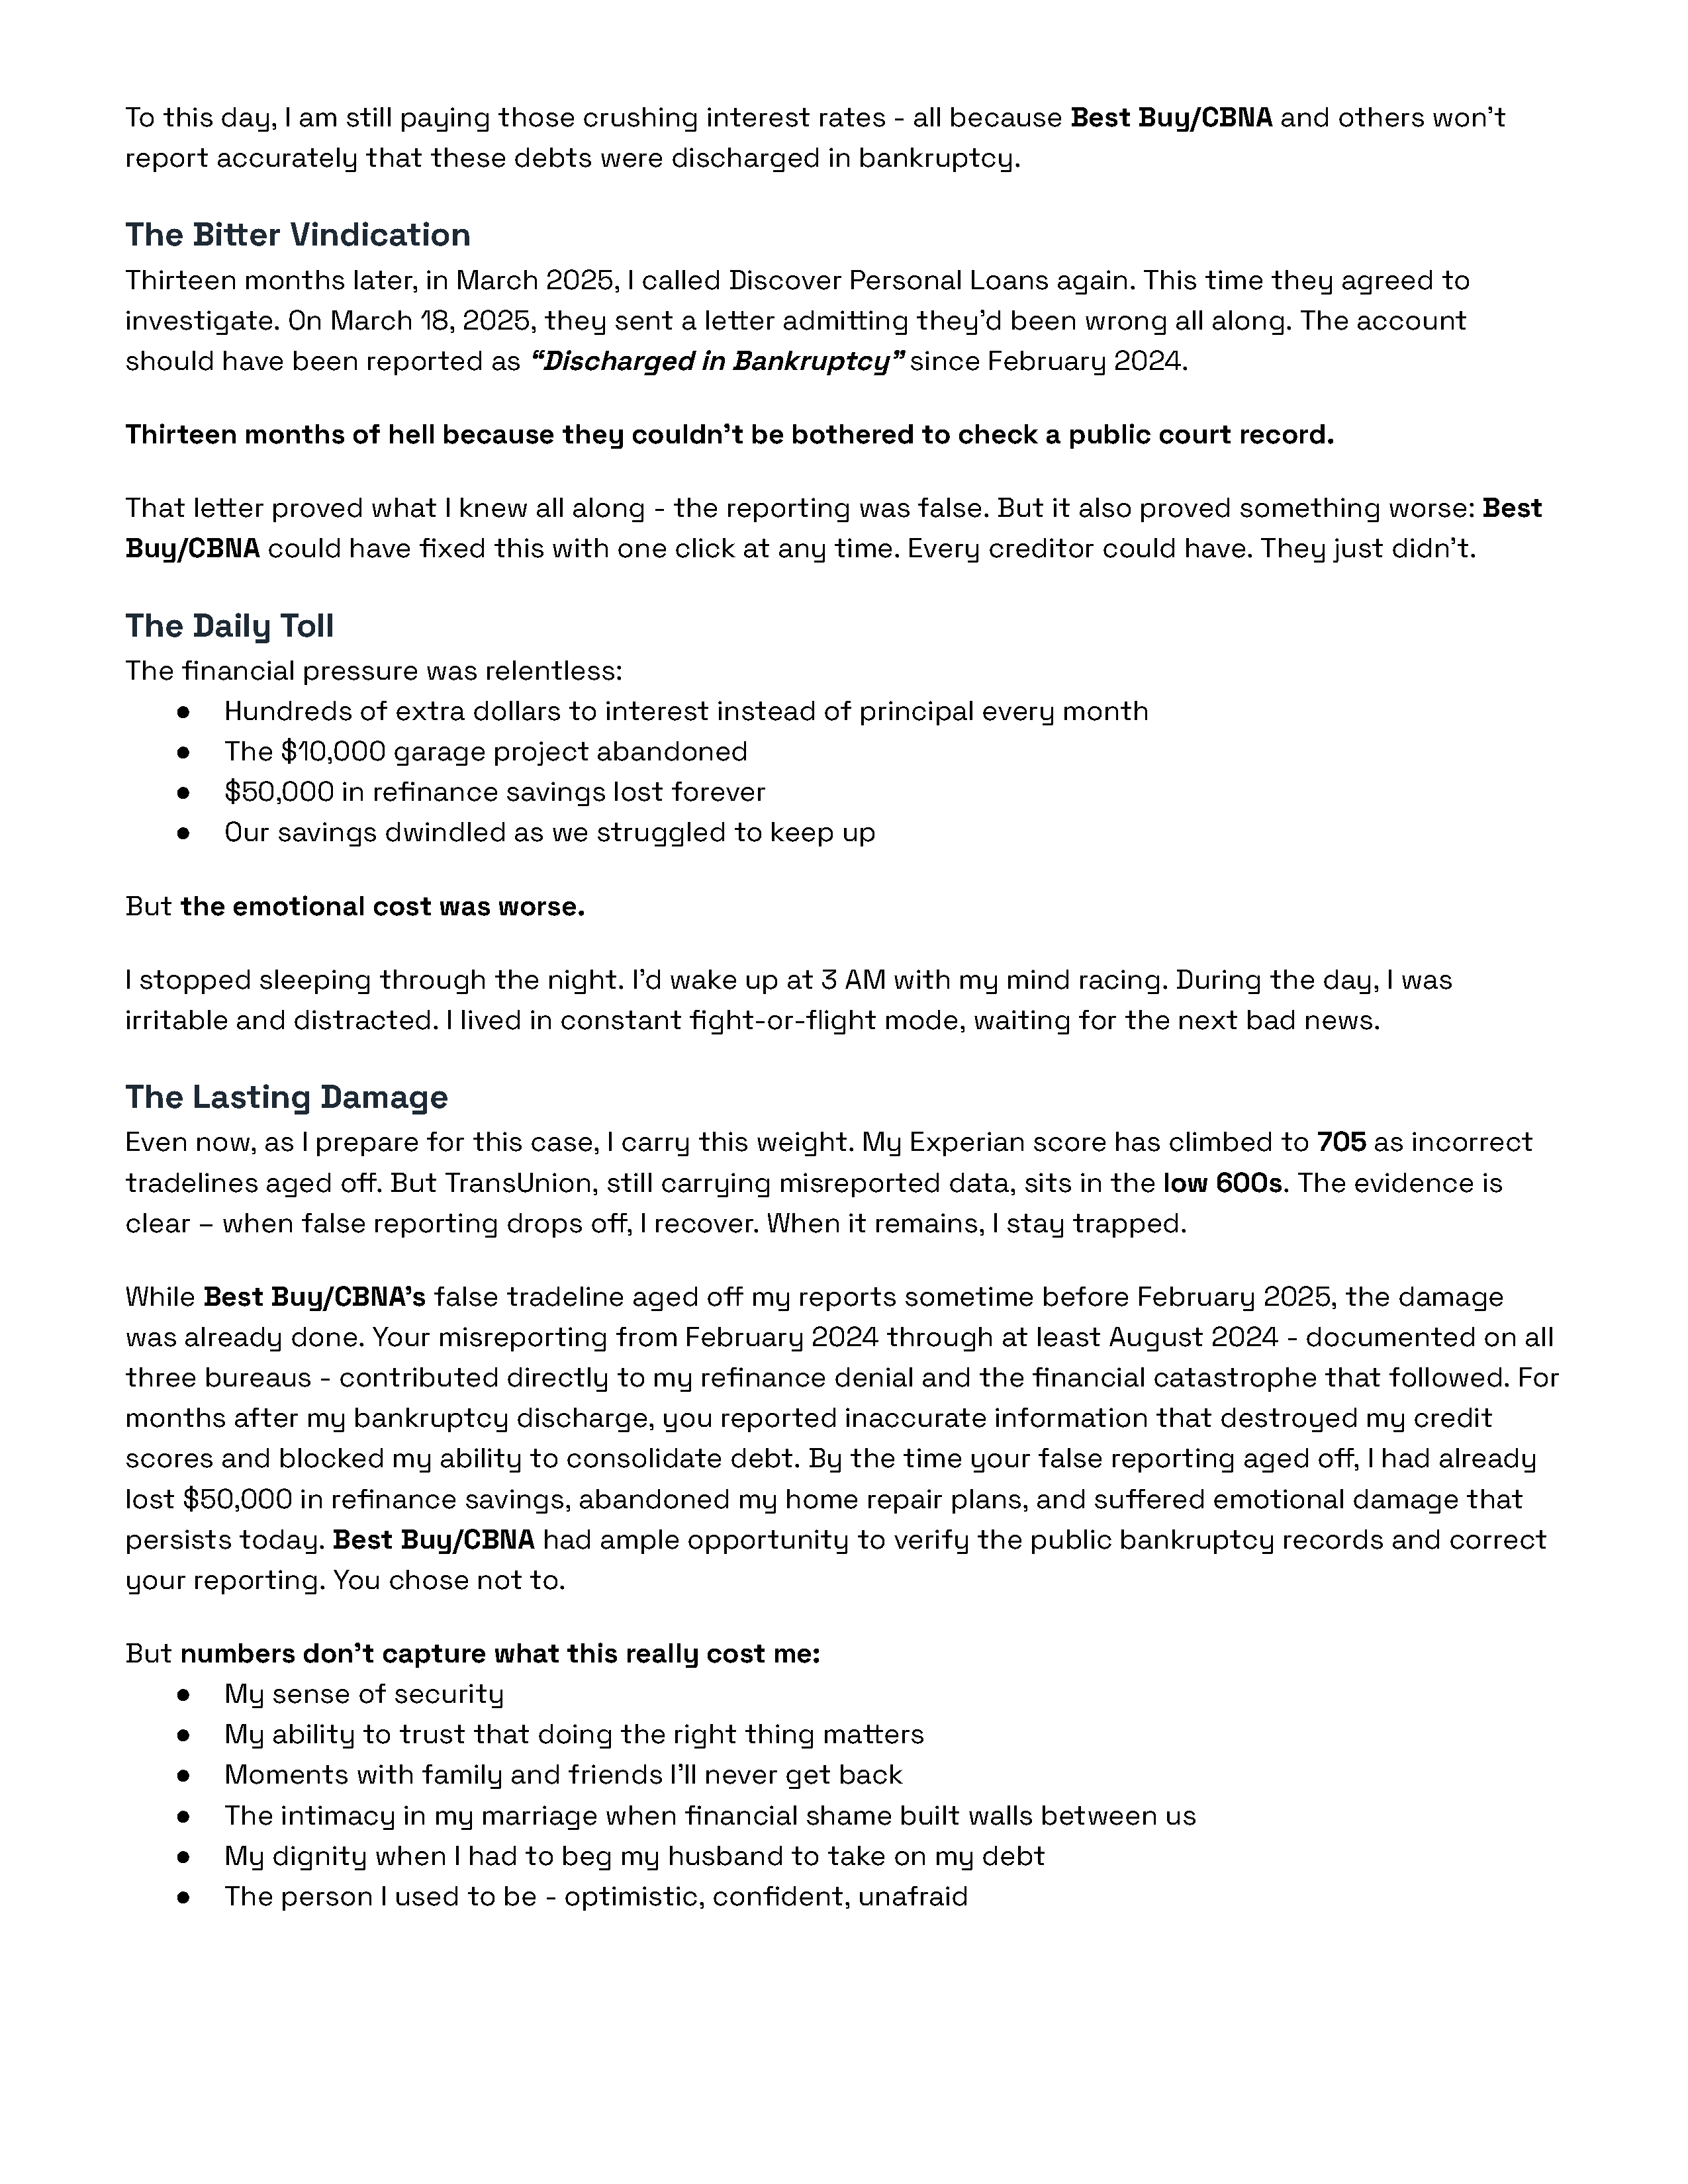 To this day, I am still paying those crushing interest rates - all because Best Buy/CBNA and others won’t
report accurately that these debts were discharged in bankruptcy.
The Bitter Vindication
Thirteen months later, in March 2025, I called Discover Personal Loans again. This time they agreed to
investigate. On March 18, 2025, they sent a letter admitting they’d been wrong all along. The account
should have been reported as “Discharged in Bankruptcy” since February 2024.
Thirteen months of hell because they couldn’t be bothered to check a public court record.
That letter proved what I knew all along - the reporting was false. But it also proved something worse: Best
Buy/CBNA could have fixed this with one click at any time. Every creditor could have. They just didn’t.
The Daily Toll
The financial pressure was relentless:
● Hundreds of extra dollars to interest instead of principal every month
● The $10,000 garage project abandoned
● $50,000 in refinance savings lost forever
● Our savings dwindled as we struggled to keep up
But the emotional cost was worse.
I stopped sleeping through the night. I’d wake up at 3 AM with my mind racing. During the day, I was
irritable and distracted. I lived in constant fight-or-flight mode, waiting for the next bad news.
The Lasting Damage
Even now, as I prepare for this case, I carry this weight. My Experian score has climbed to 705 as incorrect
tradelines aged off. But TransUnion, still carrying misreported data, sits in the low 600s. The evidence is
clear – when false reporting drops off, I recover. When it remains, I stay trapped.
While Best Buy/CBNA’s false tradeline aged off my reports sometime before February 2025, the damage
was already done. Your misreporting from February 2024 through at least August 2024 - documented on all
three bureaus - contributed directly to my refinance denial and the financial catastrophe that followed. For
months after my bankruptcy discharge, you reported inaccurate information that destroyed my credit
scores and blocked my ability to consolidate debt. By the time your false reporting aged off, I had already
lost $50,000 in refinance savings, abandoned my home repair plans, and suffered emotional damage that
persists today. Best Buy/CBNA had ample opportunity to verify the public bankruptcy records and correct
your reporting. You chose not to.
But numbers don’t capture what this really cost me:
● My sense of security
● My ability to trust that doing the right thing matters
● Moments with family and friends I’ll never get back
● The intimacy in my marriage when financial shame built walls between us
● My dignity when I had to beg my husband to take on my debt
● The person I used to be - optimistic, confident, unafraid